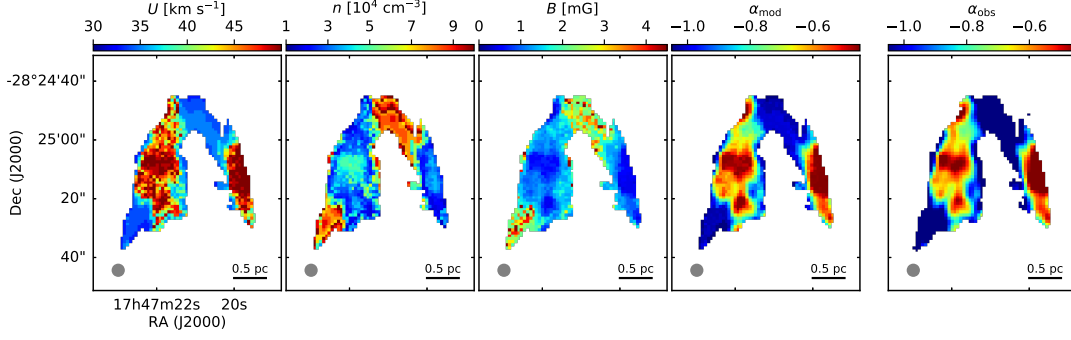 U [km s⁻¹]
n [10⁴ cm⁻³]
B [mG]
α_mod
α_obs
30 35 40 45
1 3 5 7 9
0 1 2 3 4
−1.0 −0.8 −0.6
−1.0 −0.8 −0.6
-28°24'40"
25'00"
20"
40"
Dec (J2000)
0.5 pc
0.5 pc
0.5 pc
0.5 pc
0.5 pc
17h47m22s 20s
RA (J2000)